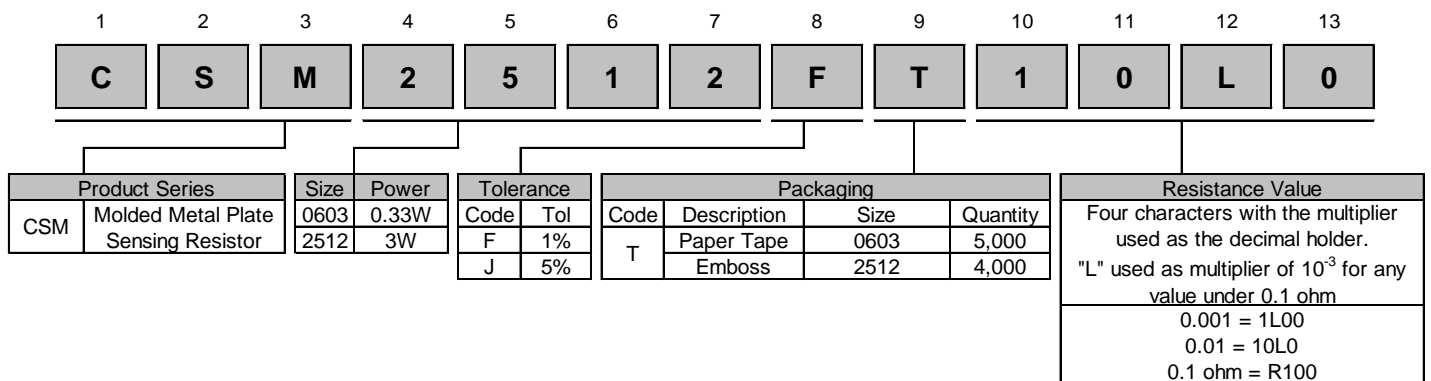 1 2 3 4 5 6 7 8 9 10 11 12 13
C S M 2 5 1 2 F T 1 0 L 0
Product Series
CSM Molded Metal Plate
Sensing Resistor
Size Power
0603 0.33W
2512 3W
Tolerance
Code Tol
F 1%
J 5%
Packaging
Code Description Size Quantity
T Paper Tape 0603 5,000
Emboss 2512 4,000
Resistance Value
Four characters with the multiplier
used as the decimal holder.
"L" used as multiplier of 10⁻³ for any
value under 0.1 ohm
0.001 = 1L00
0.01 = 10L0
0.1 ohm = R100